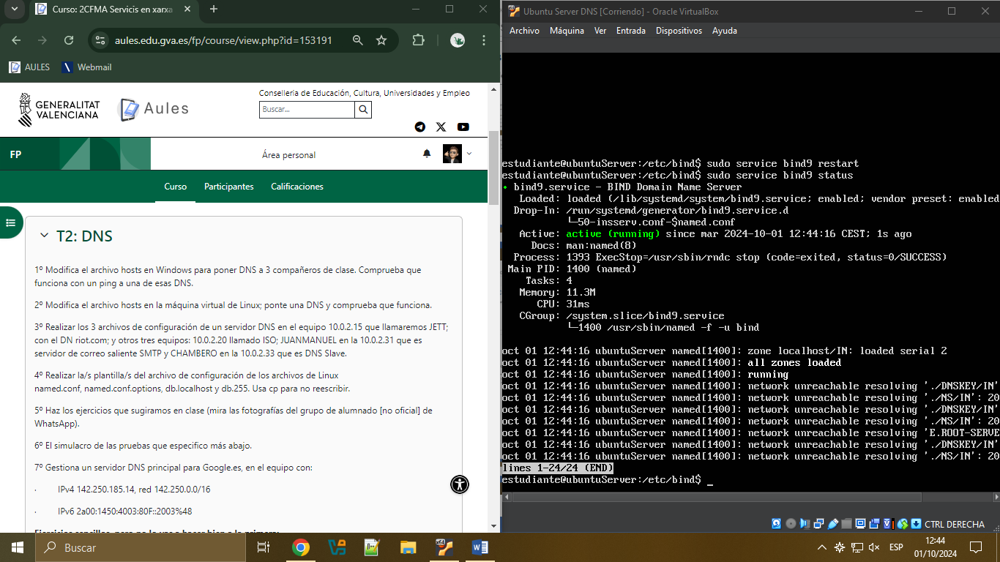 Curso: 2CFMA Servicis en xarxa
aules.edu.gva.es/fp/course/view.php?id=153191
AULES
Webmail
Conselleria de Educación, Cultura, Universidades y Empleo
GENERALITAT
VALENCIANA
Aules
Buscar...
FP
Área personal
Curso
Participantes
Calificaciones
T2: DNS
1º Modifica el archivo hosts en Windows para poner DNS a 3 compañeros de clase. Comprueba que
funciona con un ping a una de esas DNS.
2º Modifica el archivo hosts en la máquina virtual de Linux; ponte una DNS y comprueba que funciona.
3º Realizar los 3 archivos de configuración de un servidor DNS en el equipo 10.0.2.15 que llamaremos JETT;
con el DN riot.com; y otros tres equipos: 10.0.2.20 llamado ISO; JUANMANUEL en la 10.0.2.31 que es
servidor de correo saliente SMTP y CHAMBERO en la 10.0.2.33 que es DNS Slave.
4º Realizar la/s plantilla/s del archivo de configuración de los archivos de Linux
named.conf, named.conf.options, db.localhost y db.255. Usa cp para no reescribir.
5º Haz los ejercicios que sugiramos en clase (mira las fotografías del grupo de alumnado [no oficial] de
WhatsApp).
6º El simulacro de las pruebas que especifico más abajo.
7º Gestiona un servidor DNS principal para Google.es, en el equipo con:
· IPv4 142.250.185.14, red 142.250.0.0/16
· IPv6 2a00:1450:4003:80F::2003%48
Ubuntu Server DNS [Corriendo] - Oracle VirtualBox
Archivo Máquina Ver Entrada Dispositivos Ayuda
estudiante@ubuntuServer:/etc/bind$ sudo service bind9 restart
estudiante@ubuntuServer:/etc/bind$ sudo service bind9 status
• bind9.service - BIND Domain Name Server
Loaded: loaded (/lib/systemd/system/bind9.service; enabled; vendor preset: enabled
Drop-In: /run/systemd/generator/bind9.service.d
└─50-insserv.conf-$named.conf
Active: active (running) since mar 2024-10-01 12:44:16 CEST; 1s ago
Docs: man:named(8)
Process: 1393 ExecStop=/usr/sbin/rndc stop (code=exited, status=0/SUCCESS)
Main PID: 1400 (named)
Tasks: 4
Memory: 11.3M
CPU: 31ms
CGroup: /system.slice/bind9.service
└─1400 /usr/sbin/named -f -u bind
oct 01 12:44:16 ubuntuServer named[1400]: zone localhost/IN: loaded serial 2
oct 01 12:44:16 ubuntuServer named[1400]: all zones loaded
oct 01 12:44:16 ubuntuServer named[1400]: running
oct 01 12:44:16 ubuntuServer named[1400]: network unreachable resolving './DNSKEY/IN'
oct 01 12:44:16 ubuntuServer named[1400]: network unreachable resolving './NS/IN': 20
oct 01 12:44:16 ubuntuServer named[1400]: network unreachable resolving './DNSKEY/IN'
oct 01 12:44:16 ubuntuServer named[1400]: network unreachable resolving './NS/IN': 20
oct 01 12:44:16 ubuntuServer named[1400]: network unreachable resolving 'E.ROOT-SERVE
oct 01 12:44:16 ubuntuServer named[1400]: network unreachable resolving './DNSKEY/IN'
oct 01 12:44:16 ubuntuServer named[1400]: network unreachable resolving './NS/IN': 20
lines 1-24/24 (END)
estudiante@ubuntuServer:/etc/bind$ _
CTRL DERECHA
Buscar
ESP
12:44
01/10/2024